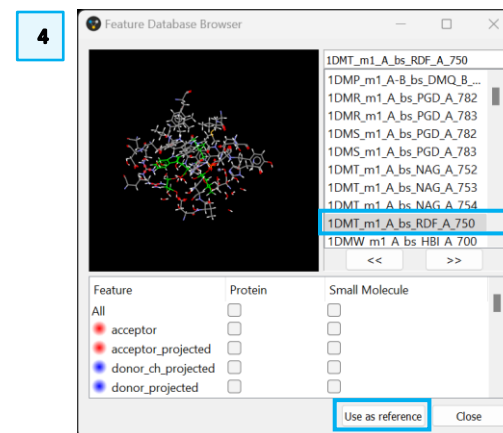 4
Feature Database Browser
1DMT_m1_A_bs_RDF_A_750
1DMP_m1_A-B_bs_DMQ_B_...
1DMR_m1_A_bs_PGD_A_782
1DMR_m1_A_bs_PGD_A_783
1DMS_m1_A_bs_PGD_A_782
1DMS_m1_A_bs_PGD_A_783
1DMT_m1_A_bs_NAG_A_752
1DMT_m1_A_bs_NAG_A_753
1DMT_m1_A_bs_NAG_A_754
1DMT_m1_A_bs_RDF_A_750
1DMW_m1_A_bs_HBI_A_700
<< >>
Feature Protein Small Molecule
All
acceptor
acceptor_projected
donor_ch_projected
donor_projected
Use as reference Close